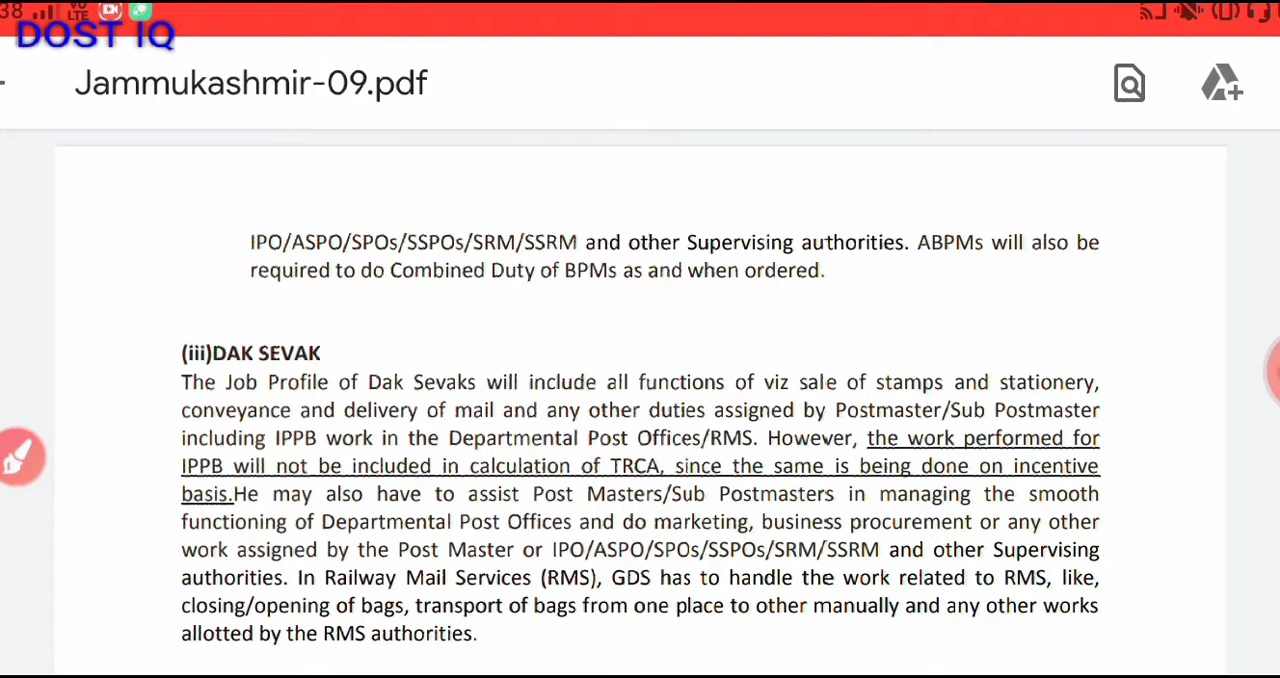 38 VO LTE
DOST IQ
Jammukashmir-09.pdf
IPO/ASPO/SPOs/SSPOs/SRM/SSRM and other Supervising authorities. ABPMs will also be
required to do Combined Duty of BPMs as and when ordered.
(iii)DAK SEVAK
The Job Profile of Dak Sevaks will include all functions of viz sale of stamps and stationery,
conveyance and delivery of mail and any other duties assigned by Postmaster/Sub Postmaster
including IPPB work in the Departmental Post Offices/RMS. However, the work performed for
IPPB will not be included in calculation of TRCA, since the same is being done on incentive
basis.He may also have to assist Post Masters/Sub Postmasters in managing the smooth
functioning of Departmental Post Offices and do marketing, business procurement or any other
work assigned by the Post Master or IPO/ASPO/SPOs/SSPOs/SRM/SSRM and other Supervising
authorities. In Railway Mail Services (RMS), GDS has to handle the work related to RMS, like,
closing/opening of bags, transport of bags from one place to other manually and any other works
allotted by the RMS authorities.